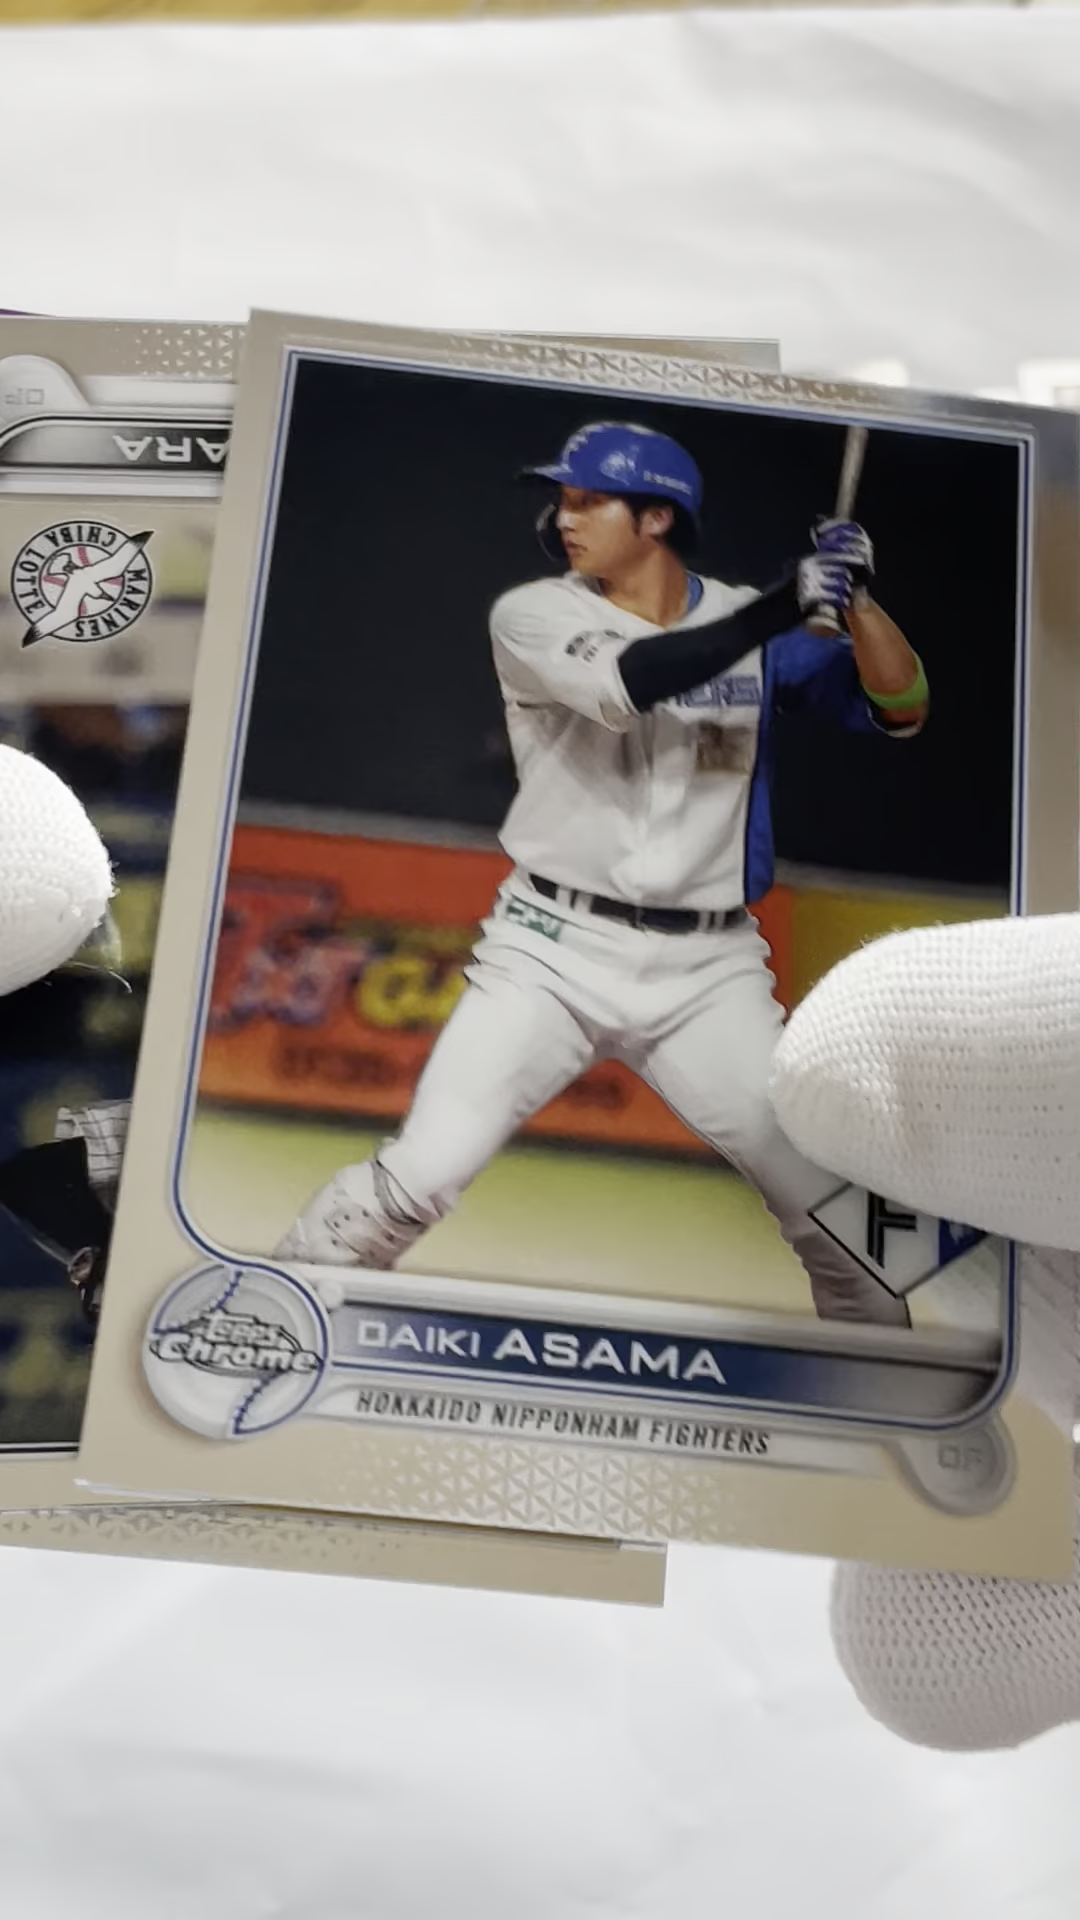 OF
ARA
CHIBA LOTTE
MARINES
F
Topps
Chrome
DAIKI ASAMA
HOKKAIDO NIPPONHAM FIGHTERS
OF